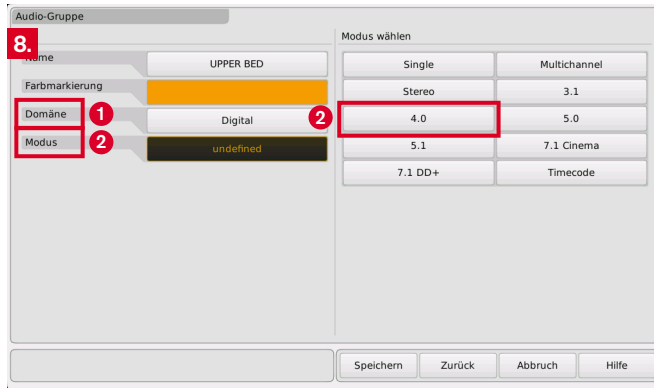 Audio-Gruppe
8.
Name
UPPER BED
Farbmarkierung
Domäne
1
Digital
Modus
2
undefined
Modus wählen
Single
Multichannel
Stereo
3.1
2
4.0
5.0
5.1
7.1 Cinema
7.1 DD+
Timecode
Speichern
Zurück
Abbruch
Hilfe